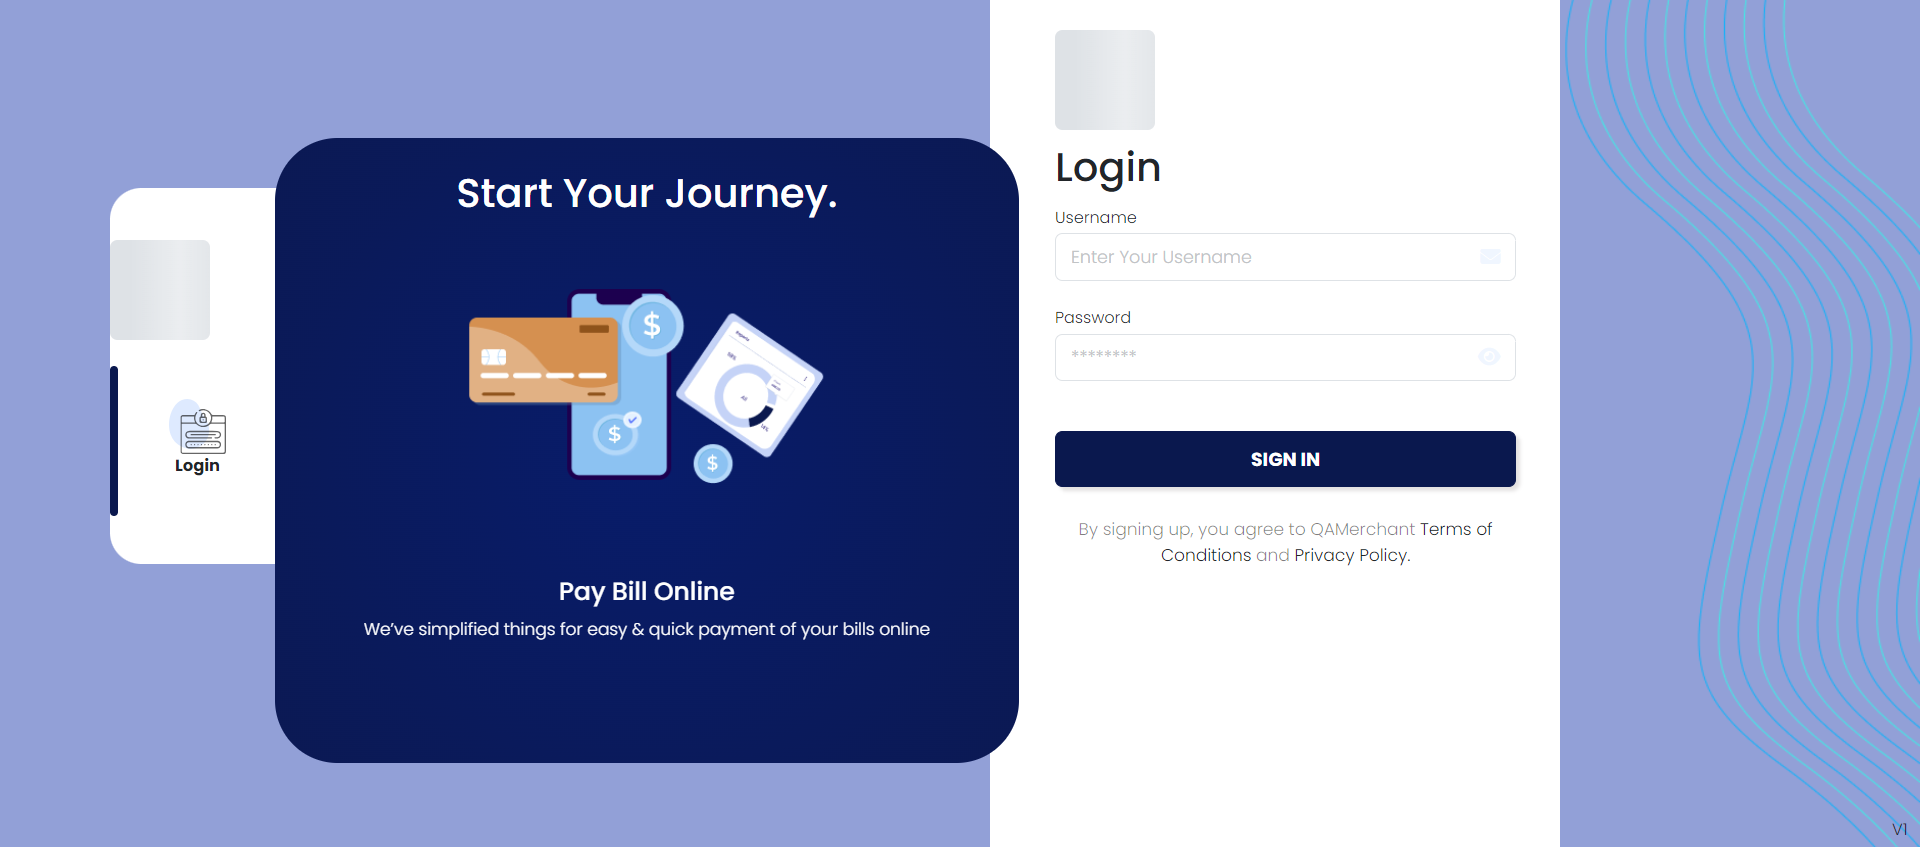 Login
Start Your Journey.
$
$
$
Pay Bill Online
We’ve simplified things for easy & quick payment of your bills online
Login
Username
Enter Your Username
Password
********
SIGN IN
By signing up, you agree to QAMerchant Terms of
Conditions and Privacy Policy.
V1